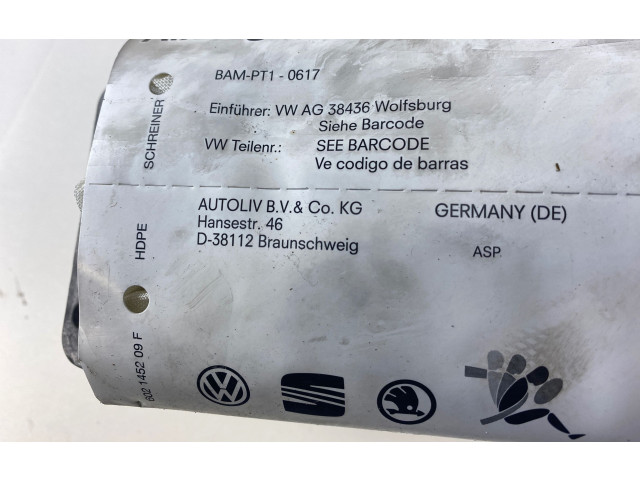 BAM-PT1 - 0617
Einführer: VW AG 38436 Wolfsburg
Siehe Barcode
VW Teilenr.: SEE BARCODE
Ve codigo de barras
AUTOLIV B.V.& Co. KG
Hansestr. 46
D-38112 Braunschweig
GERMANY (DE)
ASP
SCHREINER
HDPE
602 1452 09 F